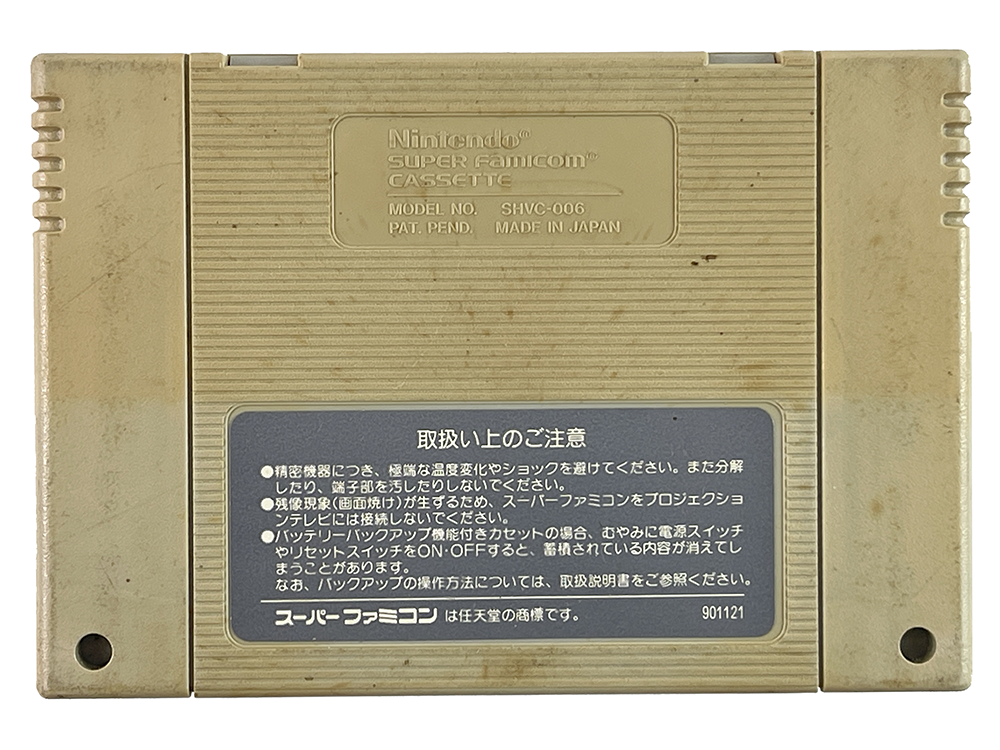 Nintendo®
SUPER FAMICOM™
CASSETTE
MODEL NO. SHVC-006
PAT. PEND. MADE IN JAPAN
取扱い上のご注意
●精密機器につき、極端な温度変化やショックを避けてください。また分解
したり、端子部を汚したりしないでください。
●残像現象(画面焼け)が生ずるため、スーパーファミコンをプロジェクショ
ンテレビには接続しないでください。
●バッテリーバックアップ機能付きカセットの場合、むやみに電源スイッチ
やリセットスイッチをON・OFFすると、蓄積されている内容が消えてし
まうことがあります。
なお、バックアップの操作方法については、取扱説明書をご参照ください。
スーパーファミコン は任天堂の商標です。 901121